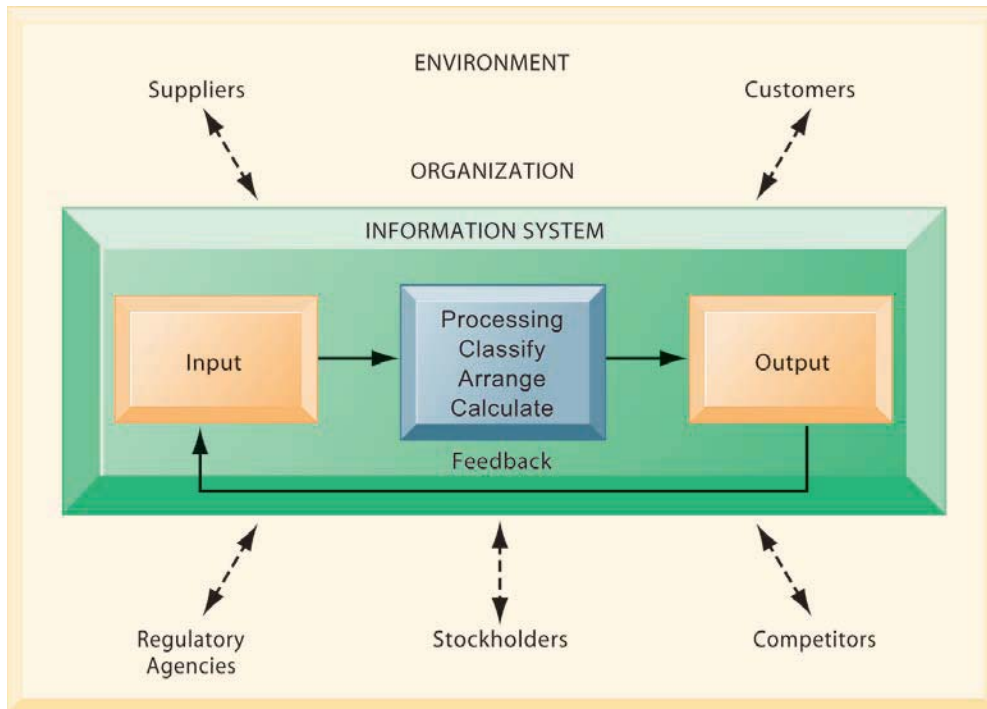 ENVIRONMENT
Suppliers
Customers
ORGANIZATION
INFORMATION SYSTEM
Input
Processing
Classify
Arrange
Calculate
Output
Feedback
Regulatory
Agencies
Stockholders
Competitors